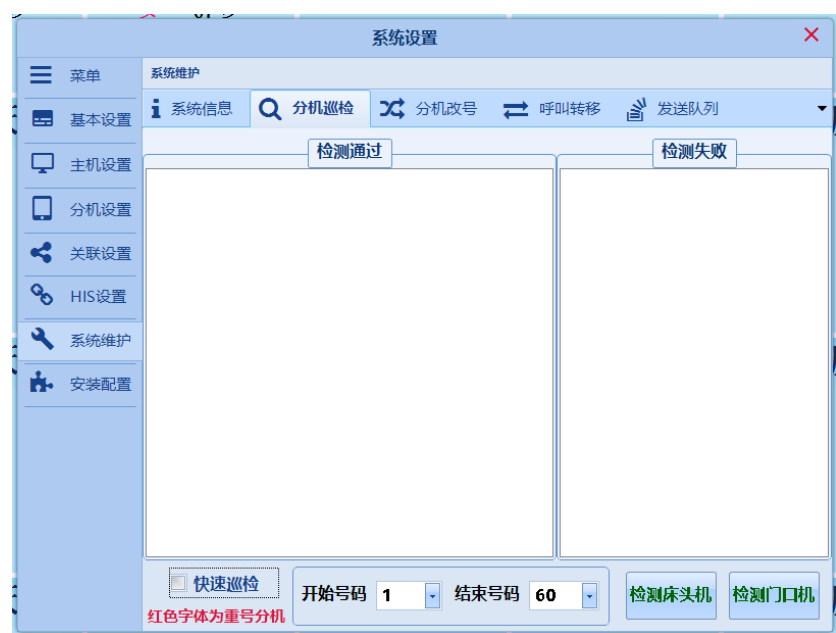 系统设置
菜单
基本设置
主机设置
分机设置
关联设置
HIS设置
系统维护
安装配置
系统维护
系统信息 分机巡检 分机改号 呼叫转移 发送队列
检测通过 检测失败
快速巡检
红色字体为重号分机
开始号码 1 结束号码 60
检测床头机 检测门口机